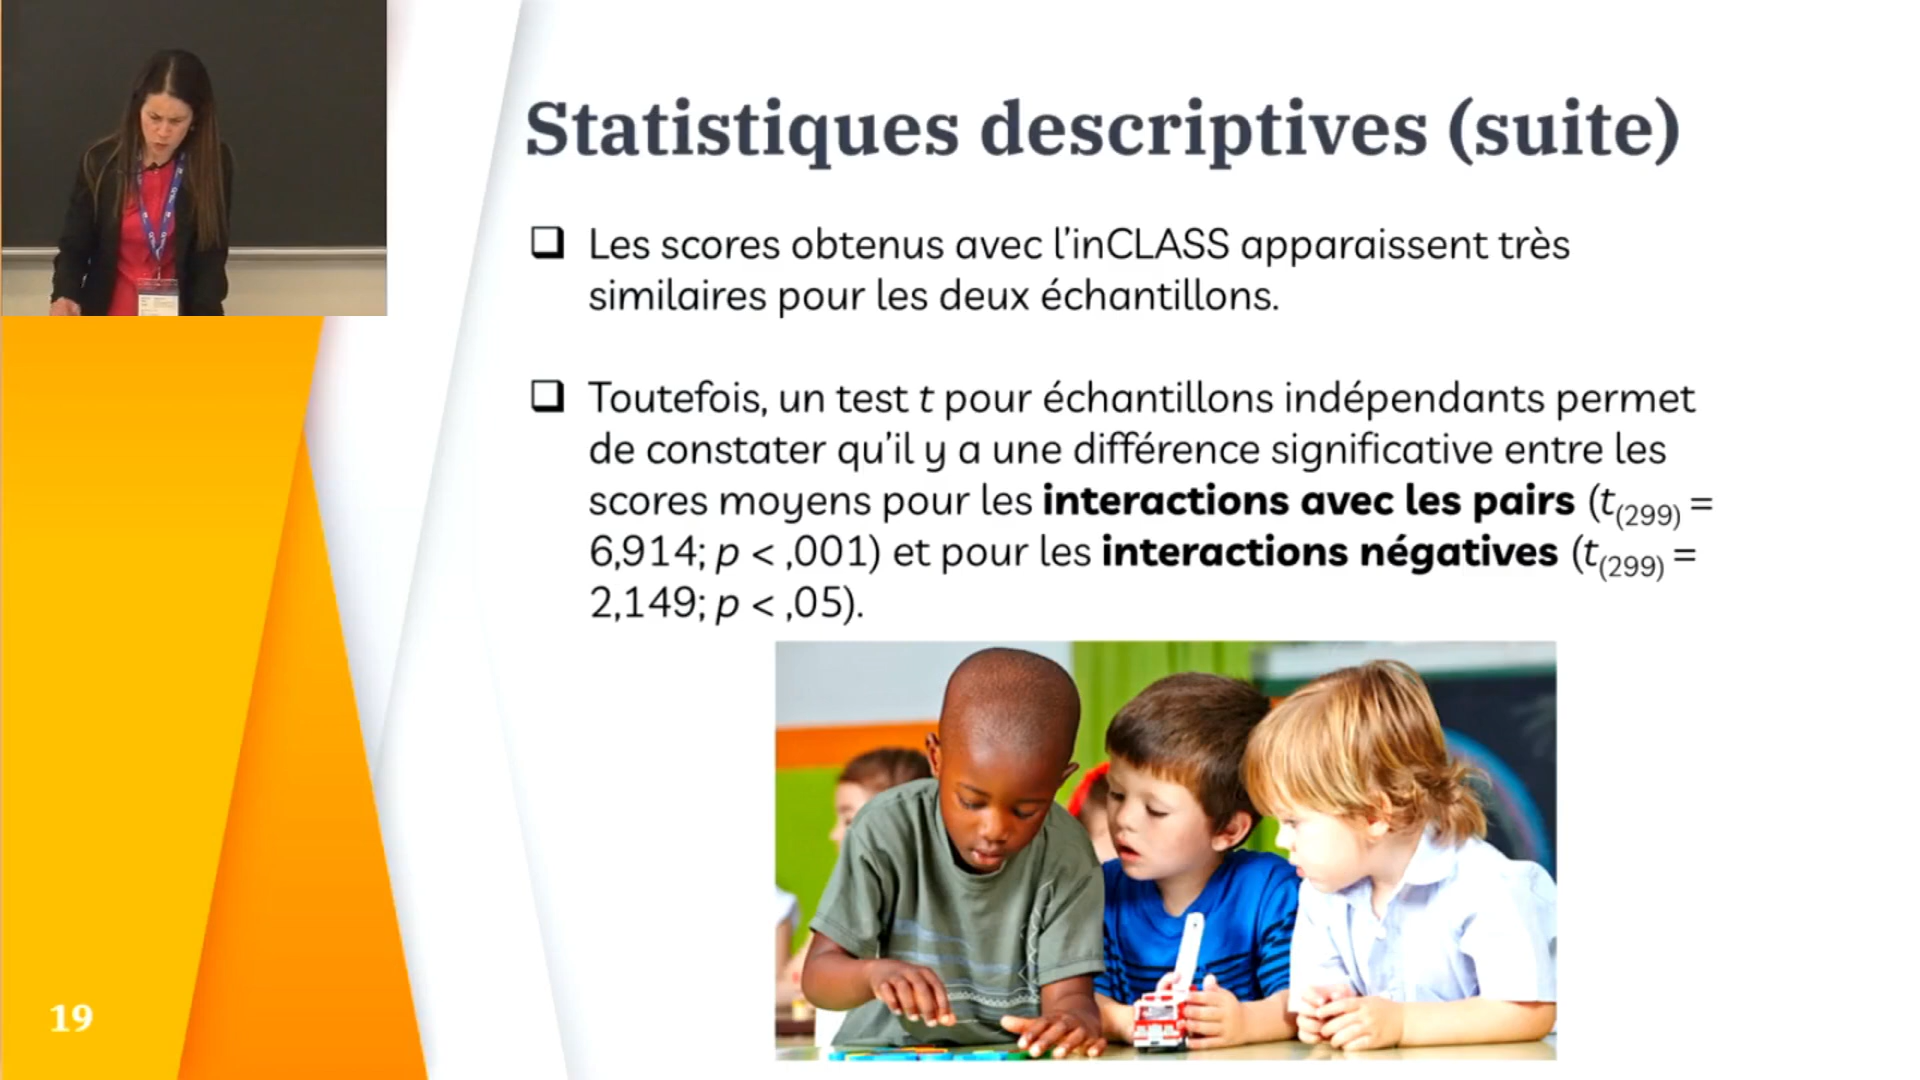 Statistiques descriptives (suite)
❑ Les scores obtenus avec l’inCLASS apparaissent très
similaires pour les deux échantillons.
❑ Toutefois, un test t pour échantillons indépendants permet
de constater qu’il y a une différence significative entre les
scores moyens pour les interactions avec les pairs (t(299) =
6,914; p < ,001) et pour les interactions négatives (t(299) =
2,149; p < ,05).
19